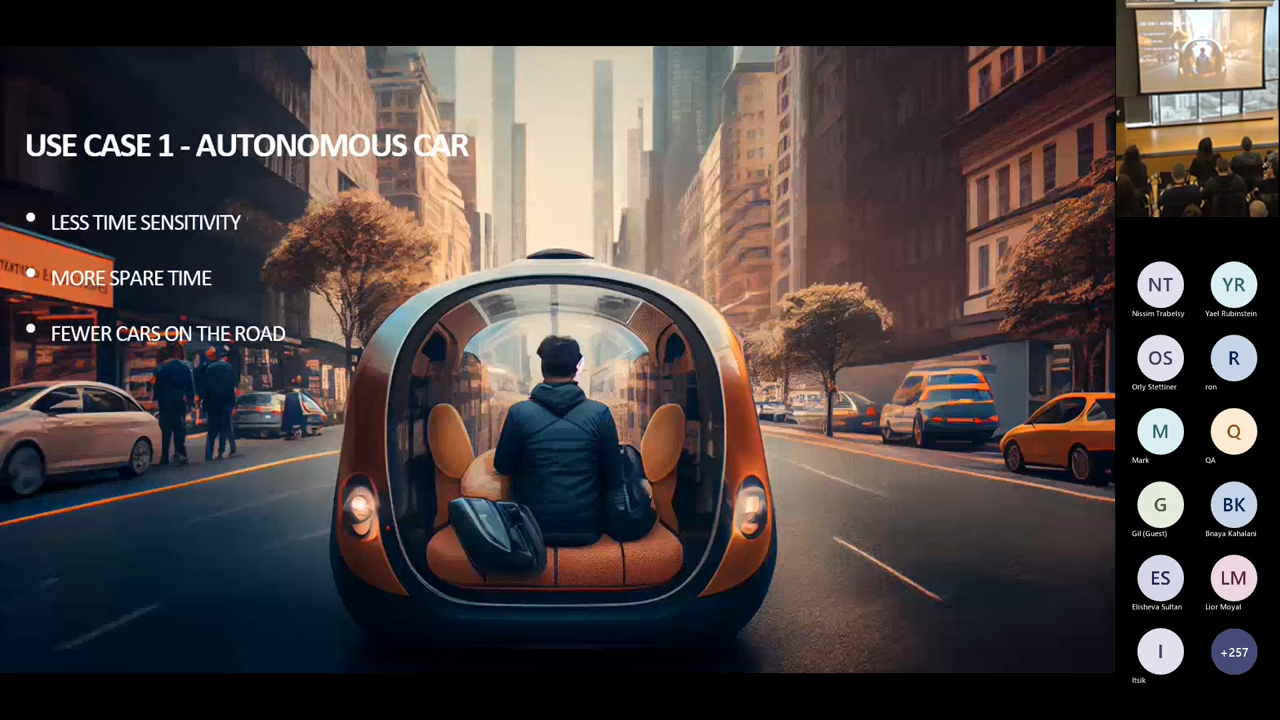 USE CASE 1 - AUTONOMOUS CAR
LESS TIME SENSITIVITY
MORE SPARE TIME
FEWER CARS ON THE ROAD
NT
Nissim Trabelsy
YR
Yael Rubinstein
OS
Orly Stettiner
R
ron
M
Mark
Q
QA
G
Gil (Guest)
BK
Bnaya Kahalani
ES
Elisheva Sultan
LM
Lior Moyal
I
Itsik
+257